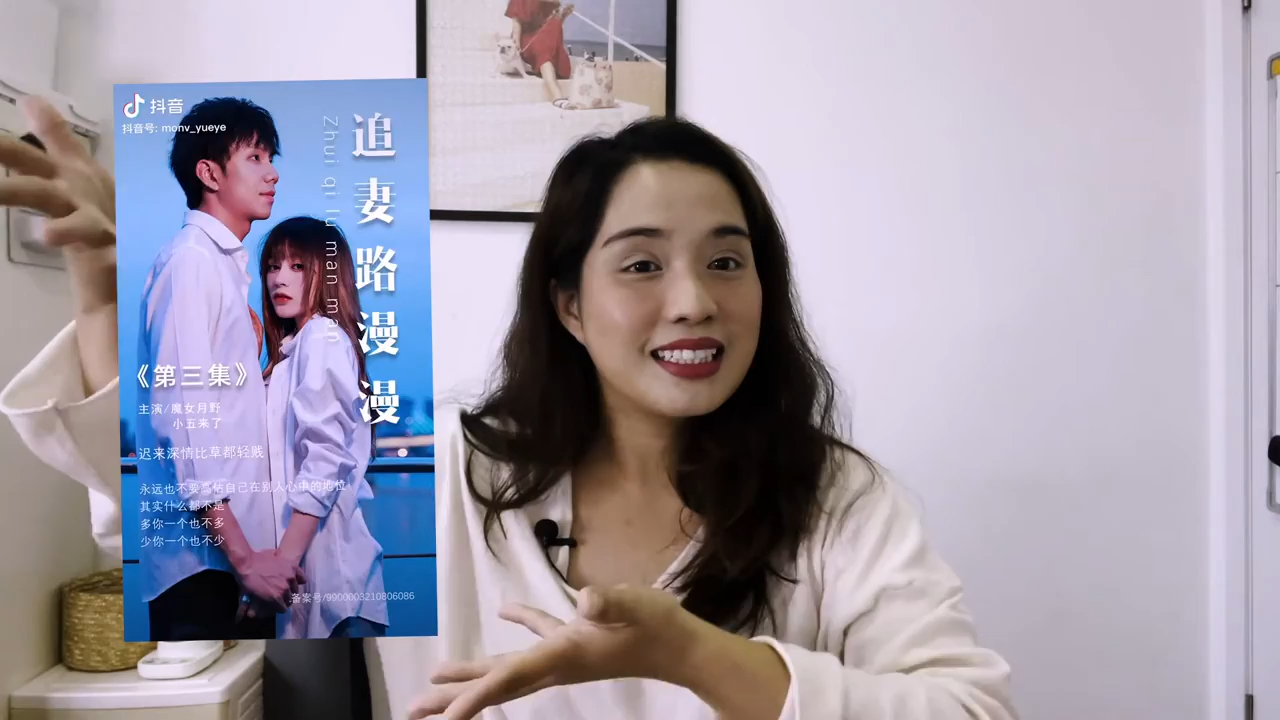 抖音
抖音号: monv_yueye
追妻路漫漫
Zhui qi lu man man
《第三集》
主演/魔女月野
小五来了
迟来深情比草都轻贱
永远也不要高估自己在别人心中的地位
其实什么都不是
多你一个也不多
少你一个也不少
备案号/9900003210806086